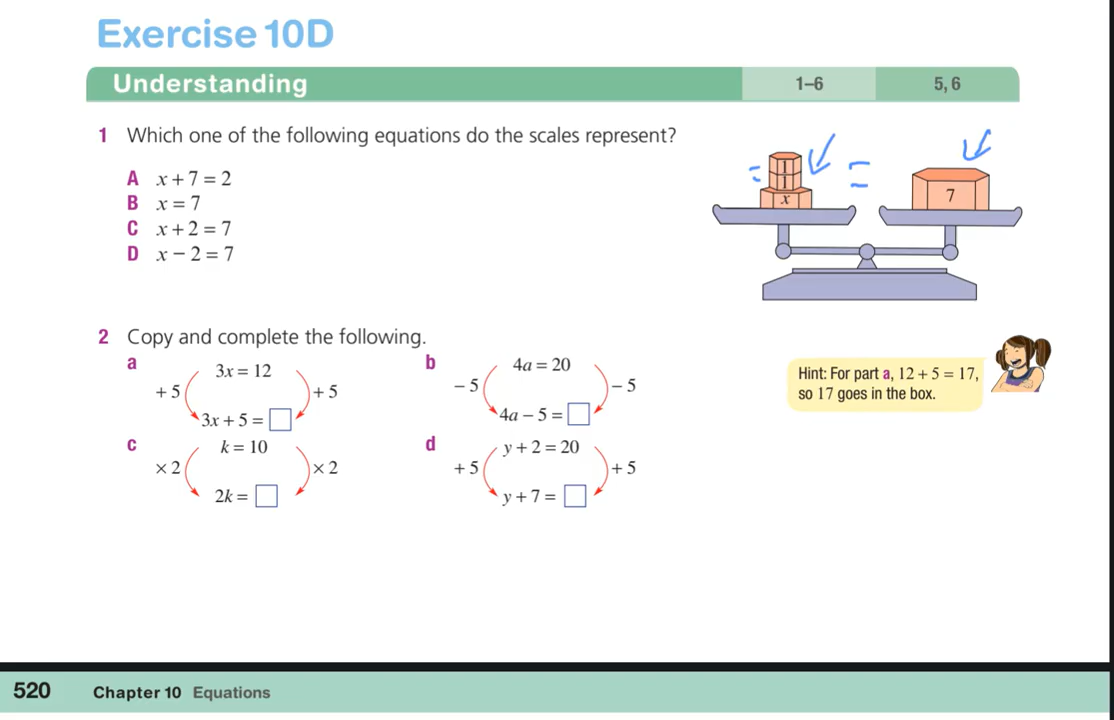 Exercise 10D
Understanding 1–6 5, 6
1 Which one of the following equations do the scales represent?
A x + 7 = 2
B x = 7
C x + 2 = 7
D x − 2 = 7
1
1
x
=
7
2 Copy and complete the following.
a
3x = 12
+ 5 + 5
3x + 5 = □
b
4a = 20
− 5 − 5
4a − 5 = □
Hint: For part a, 12 + 5 = 17,
so 17 goes in the box.
c
k = 10
× 2 × 2
2k = □
d
y + 2 = 20
+ 5 + 5
y + 7 = □
520 Chapter 10 Equations